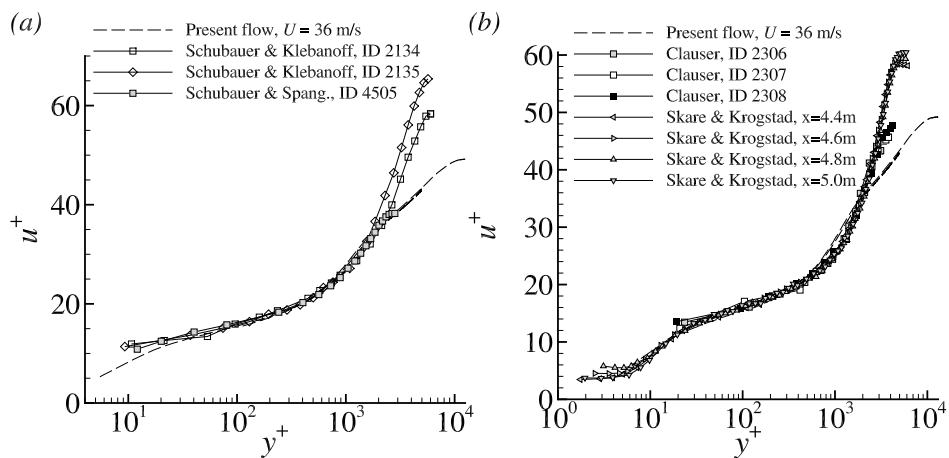 (a)
Present flow, U = 36 m/s
Schubauer & Klebanoff, ID 2134
Schubauer & Klebanoff, ID 2135
Schubauer & Spang., ID 4505
60
40
20
0
u+
10^1
10^2
10^3
10^4
y+
(b)
Present flow, U = 36 m/s
Clauser, ID 2306
Clauser, ID 2307
Clauser, ID 2308
Skare & Krogstad, x=4.4m
Skare & Krogstad, x=4.6m
Skare & Krogstad, x=4.8m
Skare & Krogstad, x=5.0m
60
50
40
30
20
10
0
u+
10^0
10^1
10^2
10^3
10^4
y+